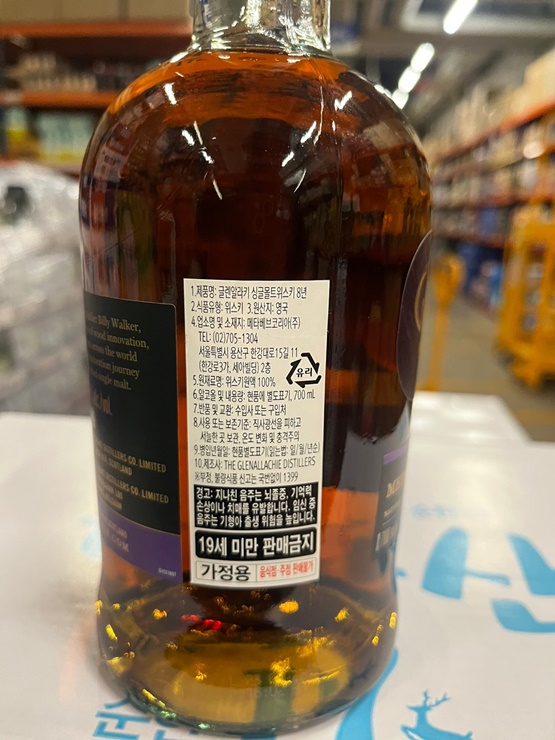 Billy Walker,
innovation,
across the world
journey
single malt.
DISTILLERS CO. LIMITED
SCOTLAND
DISTILLERS CO. LIMITED
1.제품명: 글렌알라키 싱글몰트위스키 8년
2.식품유형: 위스키 3.원산지: 영국
4.업소명 및 소재지: 메타베브코리아(주)
TEL: (02)705-1304
서울특별시 용산구 한강대로15길 11
(한강로3가, 세아빌딩) 2층
유리
5.원재료명: 위스키원액 100%
6.알코올 및 내용량: 현품에 별도표기, 700 mL
7.반품 및 교환: 수입사 또는 구입처
8.사용 또는 보존기준: 직사광선을 피하고
서늘한 곳 보관, 온도 변화 및 충격주의
9.병입년월일: 현품별도표기(읽는법: 일/월/년순)
10.제조사: THE GLENALLACHIE DISTILLERS
※부정, 불량식품 신고는 국번없이 1399
경고: 지나친 음주는 뇌졸중, 기억력
손상이나 치매를 유발합니다. 임신 중
음주는 기형아 출생 위험을 높입니다.
19세 미만 판매금지
가정용 음식점·주점 판매불가
산
순